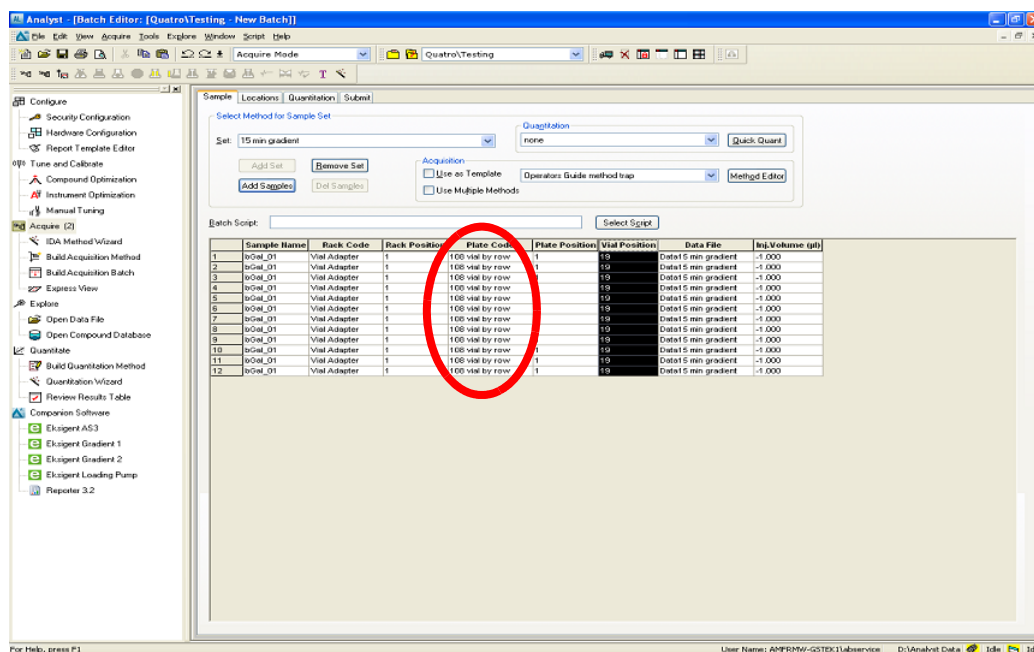 Analyst - [Batch Editor: [Quatro\Testing - New Batch]]
File Edit View Acquire Tools Explore Window Script Help
Acquire Mode Quatro\Testing
Configure
Security Configuration
Hardware Configuration
Report Template Editor
Tune and Calibrate
Compound Optimization
Instrument Optimization
Manual Tuning
Acquire (2)
IDA Method Wizard
Build Acquisition Method
Build Acquisition Batch
Express View
Explore
Open Data File
Open Compound Database
Quantitate
Build Quantitation Method
Quantitation Wizard
Review Results Table
Companion Software
Eksigent AS3
Eksigent Gradient 1
Eksigent Gradient 2
Eksigent Loading Pump
Reporter 3.2
Sample Locations Quantitation Submit
Select Method for Sample Set
Set: 15 min gradient
Quantitation
none Quick Quant
Add Set Remove Set
Add Samples Del Samples
Acquisition
Use as Template Operators Guide method trap Method Editor
Use Multiple Methods
Batch Script: Select Script
Sample Name Rack Code Rack Position Plate Code Plate Position Vial Position Data File Inj.Volume (µl)
1 bGal_01 Vial Adapter 1 108 vial by row 1 19 Data15 min gradient -1.000
2 bGal_01 Vial Adapter 1 108 vial by row 1 19 Data15 min gradient -1.000
3 bGal_01 Vial Adapter 1 108 vial by row 1 19 Data15 min gradient -1.000
4 bGal_01 Vial Adapter 1 108 vial by row 1 19 Data15 min gradient -1.000
5 bGal_01 Vial Adapter 1 108 vial by row 1 19 Data15 min gradient -1.000
6 bGal_01 Vial Adapter 1 108 vial by row 1 19 Data15 min gradient -1.000
7 bGal_01 Vial Adapter 1 108 vial by row 1 19 Data15 min gradient -1.000
8 bGal_01 Vial Adapter 1 108 vial by row 1 19 Data15 min gradient -1.000
9 bGal_01 Vial Adapter 1 108 vial by row 1 19 Data15 min gradient -1.000
10 bGal_01 Vial Adapter 1 108 vial by row 1 19 Data15 min gradient -1.000
11 bGal_01 Vial Adapter 1 108 vial by row 1 19 Data15 min gradient -1.000
12 bGal_01 Vial Adapter 1 108 vial by row 1 19 Data15 min gradient -1.000
For Help, press F1 User Name: AMFRMW-GSTEK1\abservice D:\Analyst Data Idle